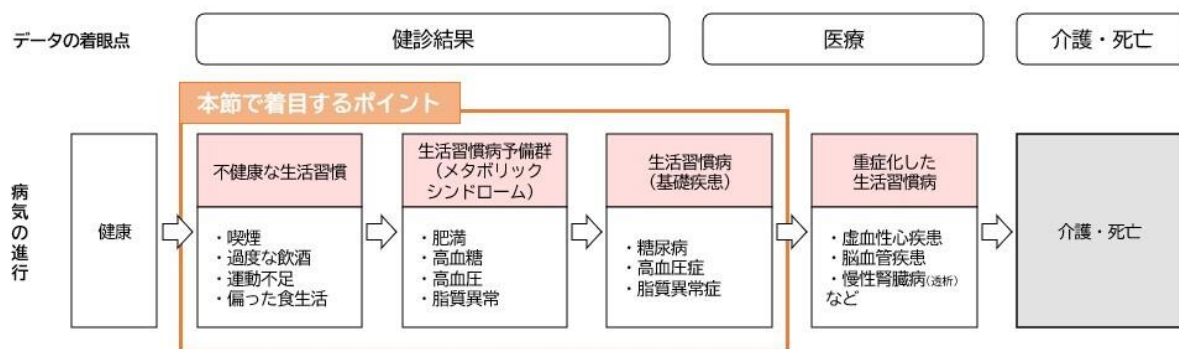 データの着眼点
健診結果
医療
介護・死亡
本節で着目するポイント
病気の進行
健康
不健康な生活習慣
・喫煙
・過度な飲酒
・運動不足
・偏った食生活
生活習慣病予備群
（メタボリック
シンドローム）
・肥満
・高血糖
・高血圧
・脂質異常
生活習慣病
（基礎疾患）
・糖尿病
・高血圧症
・脂質異常症
重症化した
生活習慣病
・虚血性心疾患
・脳血管疾患
・慢性腎臓病(透析)
など
介護・死亡